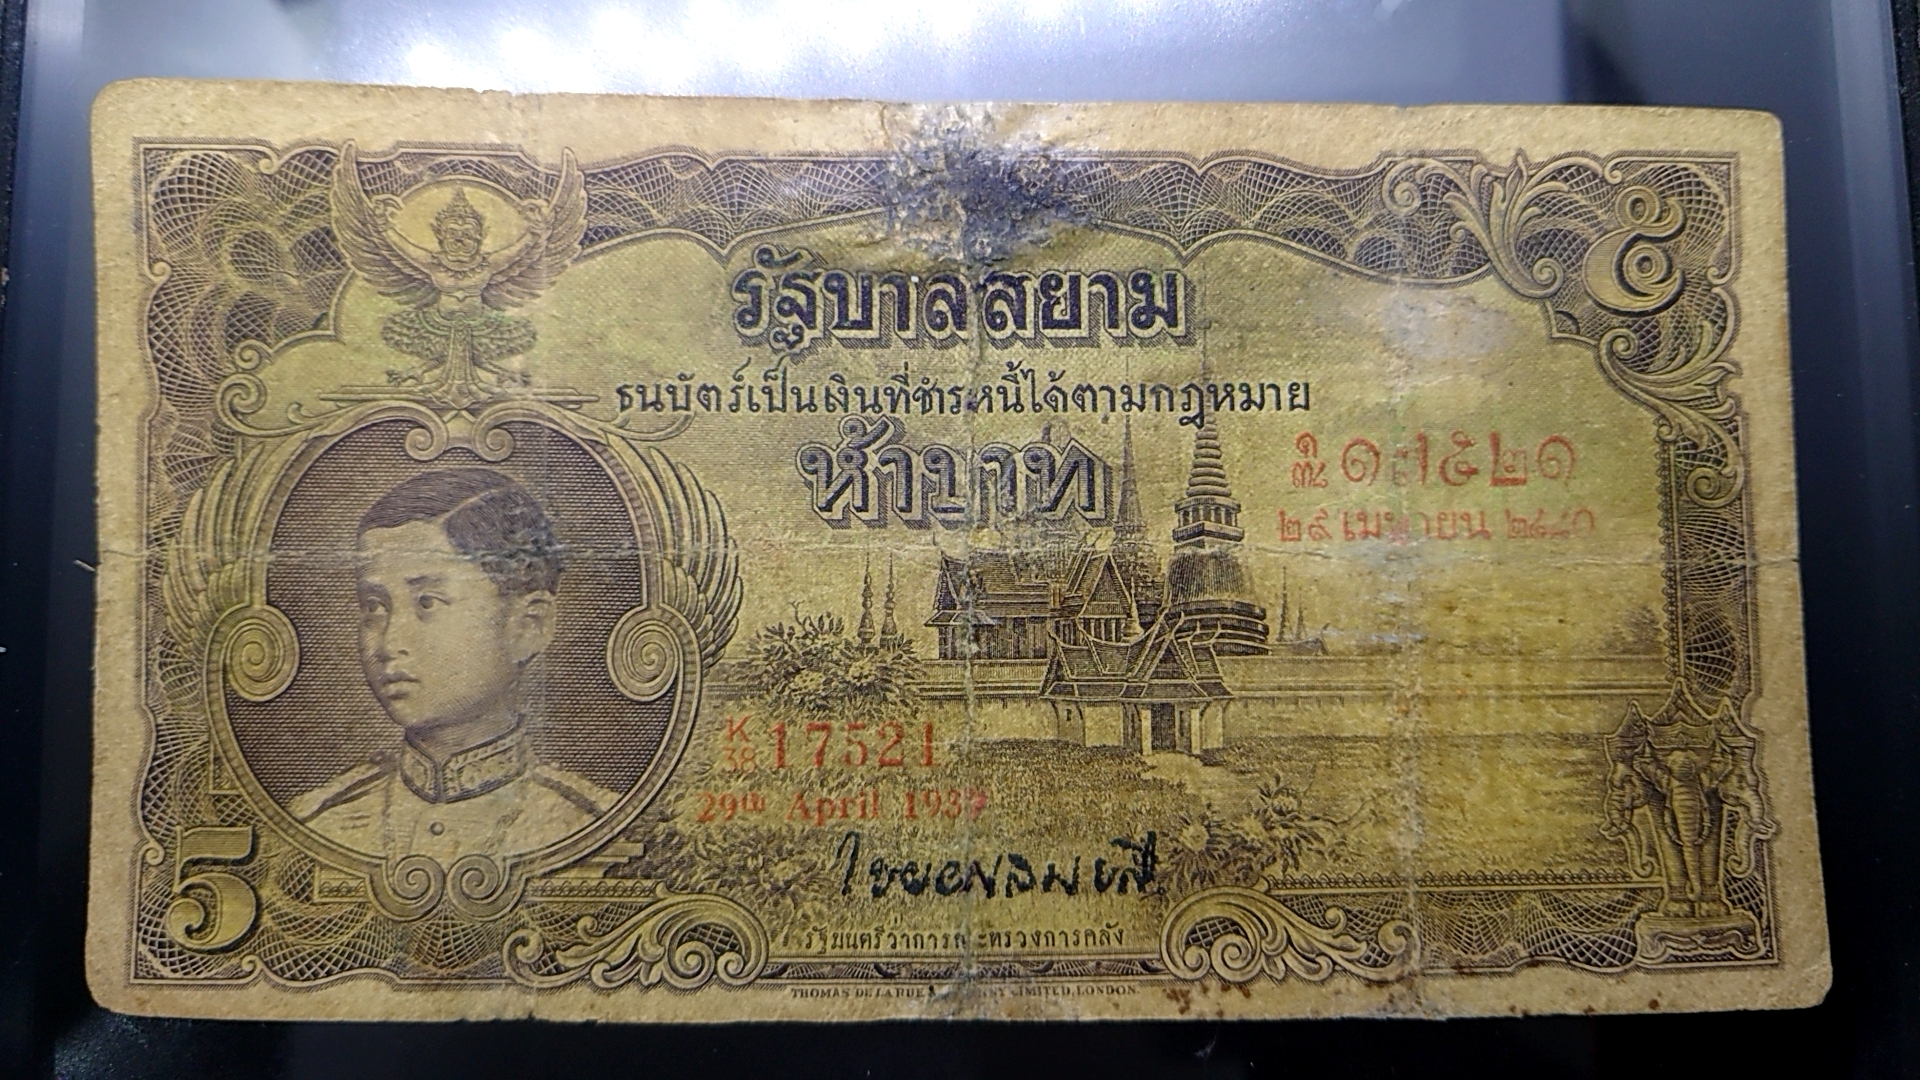 ๕
รัฐบาลสยาม
ธนบัตร์เป็นเงินที่ชำระหนี้ได้ตามกฎหมาย
ห้าบาท
๑๗๕๒๑
๒๙ เมษายน ๒๔๘๐
K/38 17521
29th April 1937
5
รัฐมนตรีว่าการกระทรวงการคลัง
THOMAS DE LA RUE & COMPANY LIMITED, LONDON.